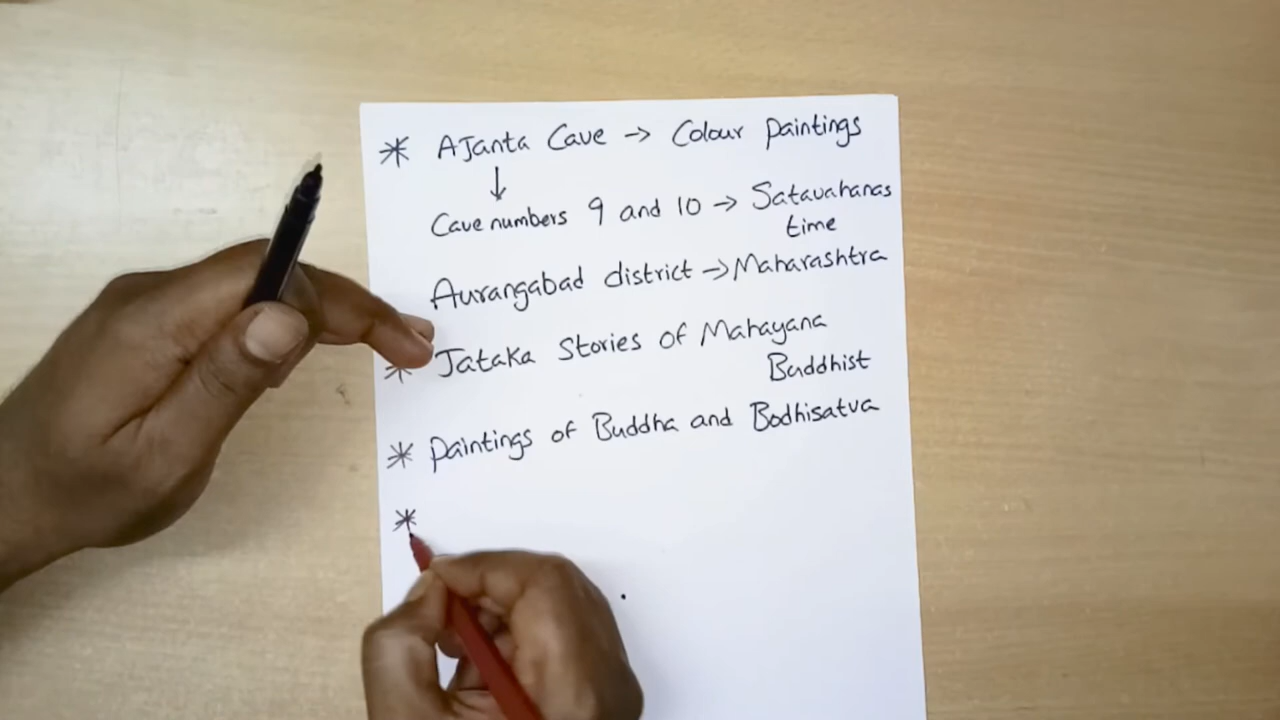 * AJanta Cave → Colour Paintings
↓
Cave numbers 9 and 10 → Satavahanas
time
Aurangabad district → Maharashtra
* Jataka Stories of Mahayana
Buddhist
* Paintings of Buddha and Bodhisatva
*